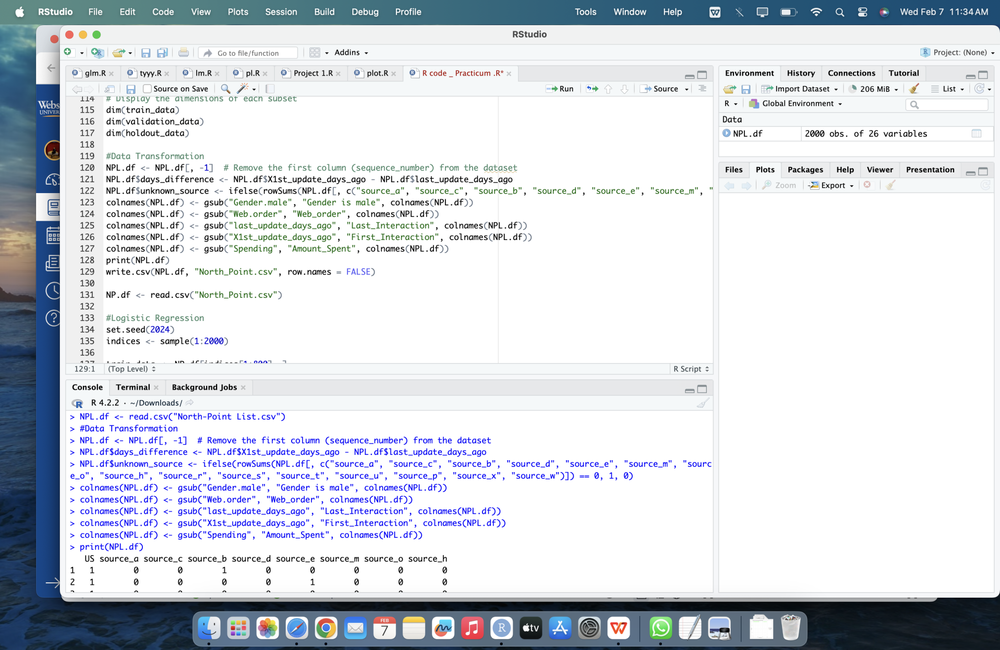 RStudio File Edit Code View Plots Session Build Debug Profile Tools Window Help Wed Feb 7 11:34 AM
RStudio
Go to file/function Addins Project: (None)
glm.R tyyy.R lm.R pl.R Project 1.R plot.R R code _ Practicum .R*
Source on Save Run Source
114 # Display the dimensions of each subset
115 dim(train_data)
116 dim(validation_data)
117 dim(holdout_data)
118
119 #Data Transformation
120 NPL.df <- NPL.df[, -1]  # Remove the first column (sequence_number) from the dataset
121 NPL.df$days_difference <- NPL.df$X1st_update_days_ago - NPL.df$last_update_days_ago
122 NPL.df$unknown_source <- ifelse(rowSums(NPL.df[, c("source_a", "source_c", "source_b", "source_d", "source_e", "source_m", "
123 colnames(NPL.df) <- gsub("Gender.male", "Gender is male", colnames(NPL.df))
124 colnames(NPL.df) <- gsub("Web.order", "Web_order", colnames(NPL.df))
125 colnames(NPL.df) <- gsub("last_update_days_ago", "Last_Interaction", colnames(NPL.df))
126 colnames(NPL.df) <- gsub("X1st_update_days_ago", "First_Interaction", colnames(NPL.df))
127 colnames(NPL.df) <- gsub("Spending", "Amount_Spent", colnames(NPL.df))
128 print(NPL.df)
129 write.csv(NPL.df, "North_Point.csv", row.names = FALSE)
130
131 NP.df <- read.csv("North_Point.csv")
132
133 #Logistic Regression
134 set.seed(2024)
135 indices <- sample(1:2000)
136
129:1 (Top Level) R Script
Console Terminal Background Jobs
R 4.2.2 · ~/Downloads/
> NPL.df <- read.csv("North-Point List.csv")
> #Data Transformation
> NPL.df <- NPL.df[, -1]  # Remove the first column (sequence_number) from the dataset
> NPL.df$days_difference <- NPL.df$X1st_update_days_ago - NPL.df$last_update_days_ago
> NPL.df$unknown_source <- ifelse(rowSums(NPL.df[, c("source_a", "source_c", "source_b", "source_d", "source_e", "source_m", "sourc
e_o", "source_h", "source_r", "source_s", "source_t", "source_u", "source_p", "source_x", "source_w")]) == 0, 1, 0)
> colnames(NPL.df) <- gsub("Gender.male", "Gender is male", colnames(NPL.df))
> colnames(NPL.df) <- gsub("Web.order", "Web_order", colnames(NPL.df))
> colnames(NPL.df) <- gsub("last_update_days_ago", "Last_Interaction", colnames(NPL.df))
> colnames(NPL.df) <- gsub("X1st_update_days_ago", "First_Interaction", colnames(NPL.df))
> colnames(NPL.df) <- gsub("Spending", "Amount_Spent", colnames(NPL.df))
> print(NPL.df)
US source_a source_c source_b source_d source_e source_m source_o source_h
1 1 0 0 1 0 0 0 0 0
2 1 0 0 0 0 1 0 0 0
Environment History Connections Tutorial
Import Dataset 206 MiB List
R Global Environment
Data
NPL.df 2000 obs. of 26 variables
Files Plots Packages Help Viewer Presentation
Zoom Export
Webs
UNIVER
FEB
7
tv